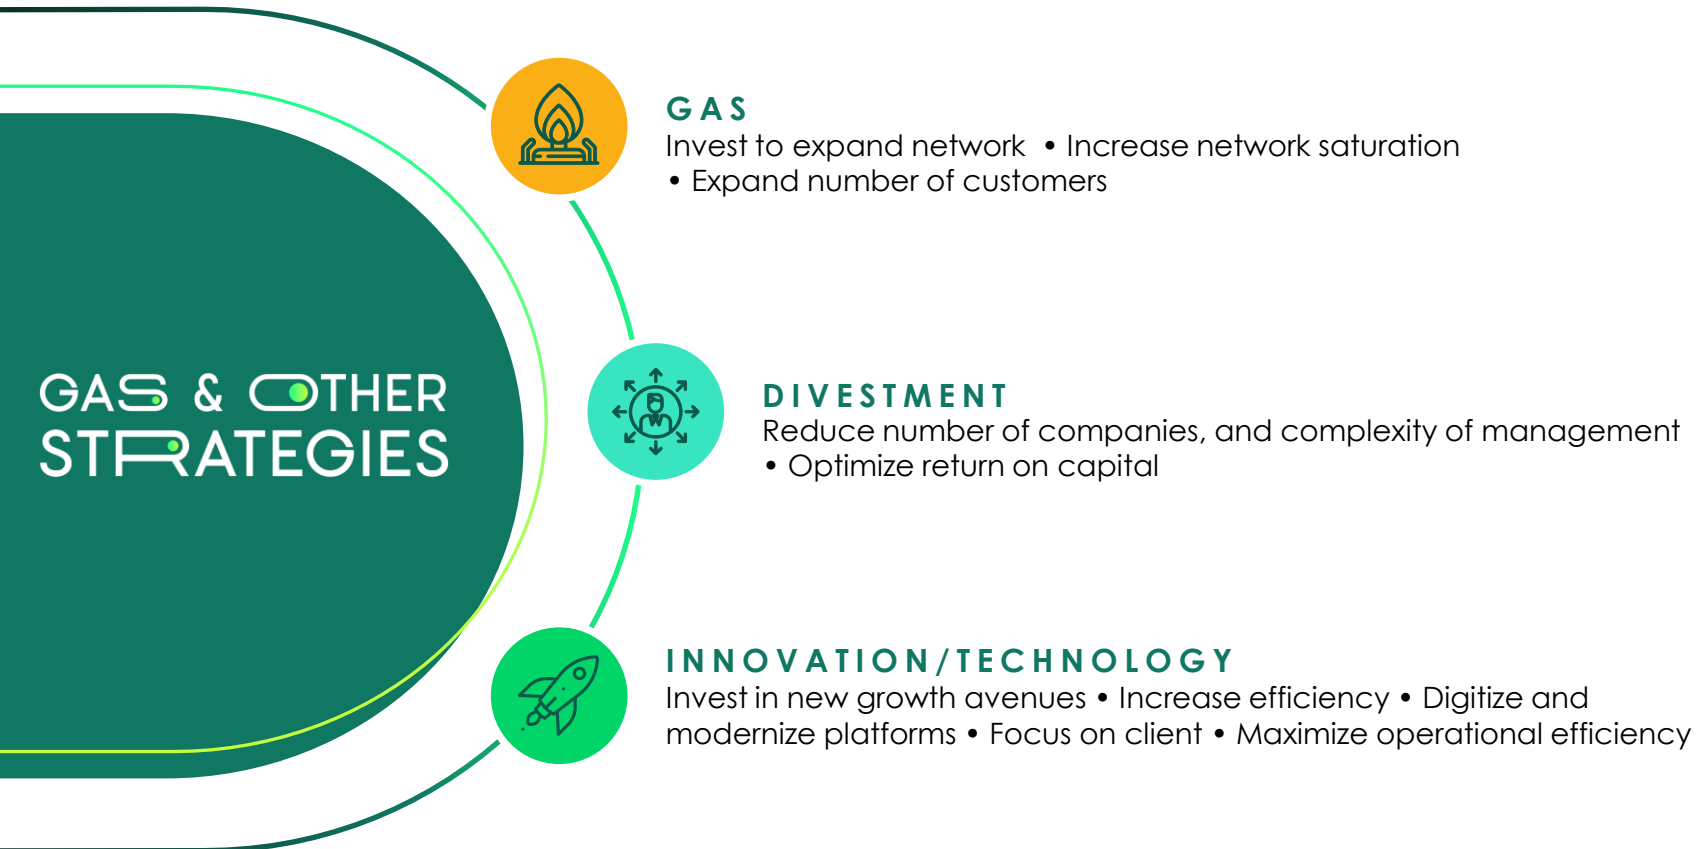 GAS & OTHER
STRATEGIES
GAS
Invest to expand network • Increase network saturation
• Expand number of customers
DIVESTMENT
Reduce number of companies, and complexity of management
• Optimize return on capital
INNOVATION/TECHNOLOGY
Invest in new growth avenues • Increase efficiency • Digitize and
modernize platforms • Focus on client • Maximize operational efficiency